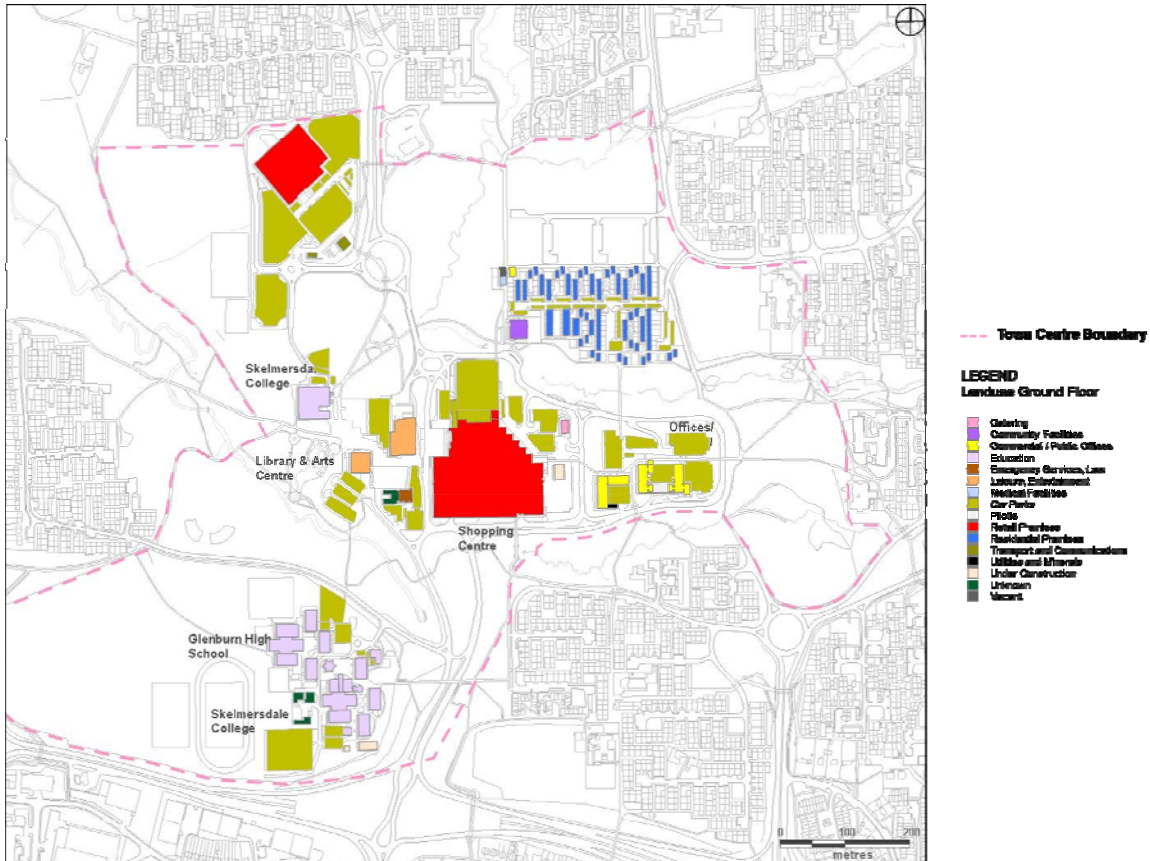 Skelmersda
College
Offices/
Library & Arts
Centre
Shopping
Centre
Glenburn High
School
Skelmersdale
College
0 100 200
metres
Town Centre Boundary
LEGEND
Landuse Ground Floor
Catering
Community Facilities
Commercial / Public Offices
Education
Emergency Services, Law
Leisure, Entertainment
Medical Facilities
Car Parks
Retail Premises
Residential Premises
Transport and Communications
Utilities and Minerals
Under Construction
Unknown
Vacant